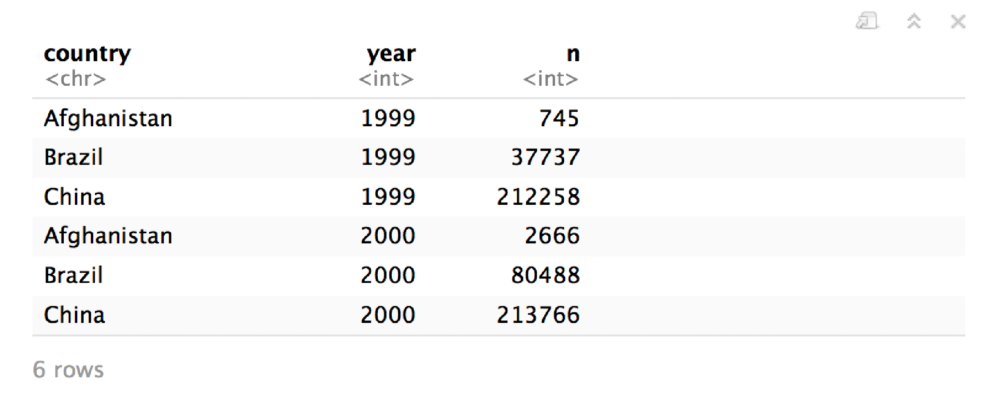 country year n
<chr> <int> <int>
Afghanistan 1999 745
Brazil 1999 37737
China 1999 212258
Afghanistan 2000 2666
Brazil 2000 80488
China 2000 213766
6 rows